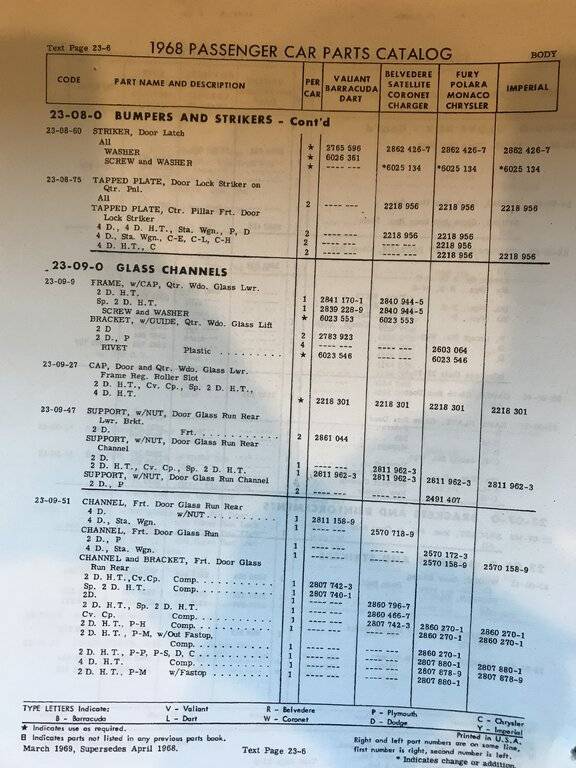 Text Page 23-6 1968 PASSENGER CAR PARTS CATALOG BODY
CODE PART NAME AND DESCRIPTION PER CAR VALIANT BARRACUDA DART BELVEDERE SATELLITE CORONET CHARGER FURY POLARA MONACO CHRYSLER IMPERIAL
23-08-0 BUMPERS AND STRIKERS - Cont'd
23-08-60 STRIKER, Door Latch
All ★ 2765 596 2862 426-7 2862 426-7 2862 426-7
WASHER ★ 6026 361
SCREW and WASHER ★ ---- --- *6025 134 *6025 134 *6025 134
23-08-75 TAPPED PLATE, Door Lock Striker on
Qtr. Pnl.
All 2 ---- --- 2218 956 2218 956 2218 956
TAPPED PLATE, Ctr. Pillar Frt. Door
Lock Striker
4 D., 4 D. H.T., Sta. Wgn., P, D 2 ---- --- 2218 956 2218 956
4 D., Sta. Wgn., C-E, C-L, C-H 2 ---- --- ---- --- 2218 956
4 D. H.T., C 2 ---- --- ---- --- 2218 956 2218 956
23-09-0 GLASS CHANNELS
23-09-9 FRAME, w/CAP, Qtr. Wdo. Glass Lwr.
2 D. H.T. 1 2841 170-1 2840 944-5
Sp. 2 D. H.T. 1 2839 228-9 2840 944-5
SCREW and WASHER ★ 6023 553 6023 553
BRACKET, w/GUIDE, Qtr. Wdo. Glass Lift
2 D 2 2783 923
2 D., P 4 ---- --- ---- --- 2603 064
RIVET Plastic ★ 6023 546 6023 546
23-09-27 CAP, Door and Qtr. Wdo. Glass Lwr.
Frame Reg. Roller Slot
2 D. H.T., Cv. Cp., Sp. 2 D. H.T.,
4 D. H.T. ★ 2218 301 2218 301 2218 301 2218 301
23-09-47 SUPPORT, w/NUT, Door Glass Run Rear
Lwr. Brkt.
2 D. Frt. 2 2861 044
SUPPORT, w/NUT, Door Glass Run Rear
Channel
2 D. 1 ---- --- 2811 962-3
2 D. H.T., Cv. Cp., Sp. 2 D. H.T. 1 2811 962-3 2811 962-3 2811 962-3 2811 962-3
SUPPORT, w/NUT, Door Glass Run Channel
2 D., P 2 ---- --- ---- --- 2491 407
23-09-51 CHANNEL, Frt. Door Glass Run Rear
4 D. w/NUT 1 2811 158-9
4 D., Sta. Wgn. 1 ---- --- 2570 718-9
CHANNEL, Frt. Door Glass Run
2 D., P 1 ---- --- ---- --- 2570 172-3
4 D., Sta. Wgn. 1 ---- --- ---- --- 2570 158-9 2570 158-9
CHANNEL and BRACKET, Frt. Door Glass
Run Rear
2 D. H.T.,Cv.Cp. Comp. 1 2807 742-3
Sp. 2 D. H.T. Comp. 1 2807 740-1
2D. 1 ---- --- 2860 796-7
2 D. H.T., Sp. 2 D. H.T. 1 ---- --- 2860 466-7
Cv. Cp. Comp. 1 ---- --- 2807 742-3
2 D. H.T., P-H Comp. 1 ---- --- ---- --- 2860 270-1 2860 270-1
2 D. H.T., P-M, w/Out Fastop, Comp. 1 ---- --- ---- --- 2860 270-1 2860 270-1
2 D. H.T., P-P, P-S, D, C Comp. 1 ---- --- ---- --- 2860 270-1
4 D. H.T. Comp. 1 ---- --- ---- --- 2807 880-1 2807 880-1
2 D. H.T., P-M w/Fastop 1 ---- --- ---- --- 2807 878-9 2807 878-9
2807 880-1
TYPE LETTERS Indicate: V - Valiant R - Belvedere P - Plymouth C - Chrysler
B - Barracuda L - Dart W - Coronet D - Dodge Y - Imperial
★ Indicates use as required. Printed in U.S.A.
B Indicates parts not listed in any previous parts book. Right and left part numbers are on same line,
March 1969, Supersedes April 1968. Text Page 23-6 first number is right, second number is left.
* Indicates change or addition.